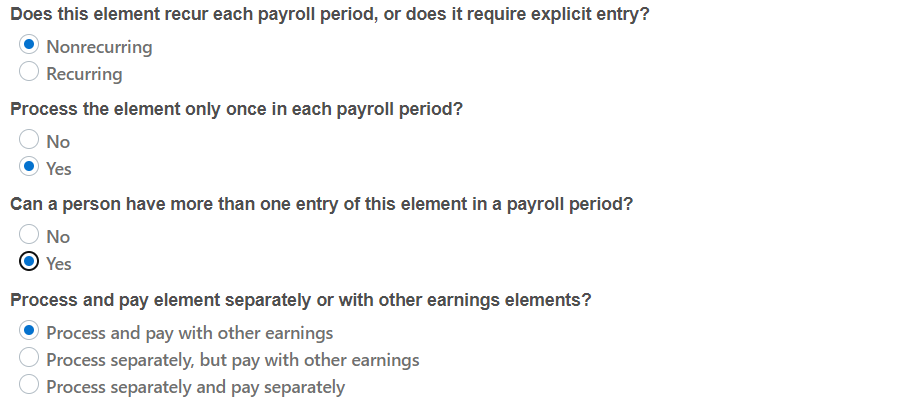 Does this element recur each payroll period, or does it require explicit entry?
Nonrecurring
Recurring
Process the element only once in each payroll period?
No
Yes
Can a person have more than one entry of this element in a payroll period?
No
Yes
Process and pay element separately or with other earnings elements?
Process and pay with other earnings
Process separately, but pay with other earnings
Process separately and pay separately